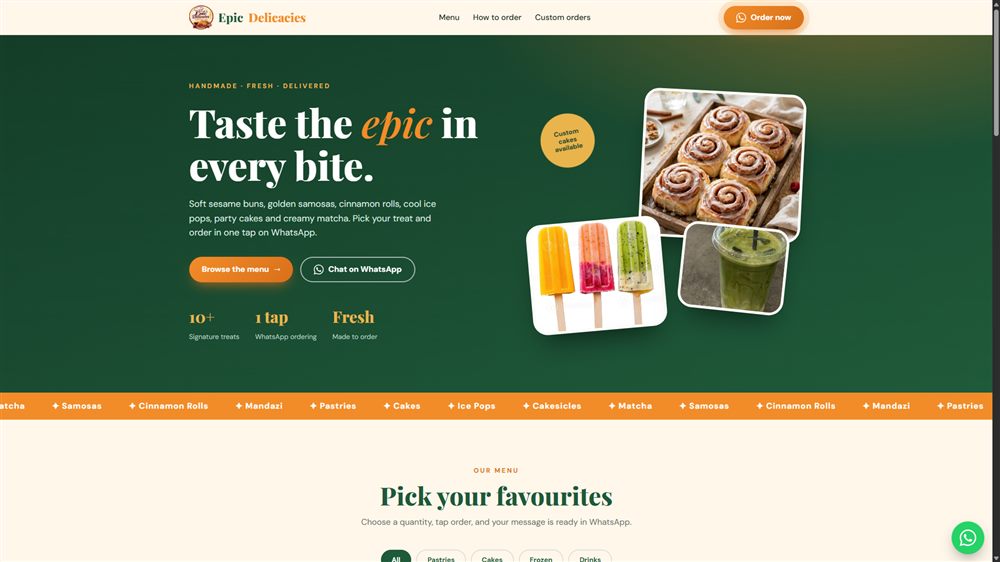 Epic Delicacies
Menu
How to order
Custom orders
Order now
HANDMADE · FRESH · DELIVERED
Taste the epic in
every bite.
Soft sesame buns, golden samosas, cinnamon rolls, cool ice
pops, party cakes and creamy matcha. Pick your treat and
order in one tap on WhatsApp.
Browse the menu →
Chat on WhatsApp
10+
Signature treats
1 tap
WhatsApp ordering
Fresh
Made to order
Custom
cakes
available
atcha ✦ Samosas ✦ Cinnamon Rolls ✦ Mandazi ✦ Pastries ✦ Cakes ✦ Ice Pops ✦ Cakesicles ✦ Matcha ✦ Samosas ✦ Cinnamon Rolls ✦ Mandazi ✦ Pastries
OUR MENU
Pick your favourites
Choose a quantity, tap order, and your message is ready in WhatsApp.
All
Pastries
Cakes
Frozen
Drinks